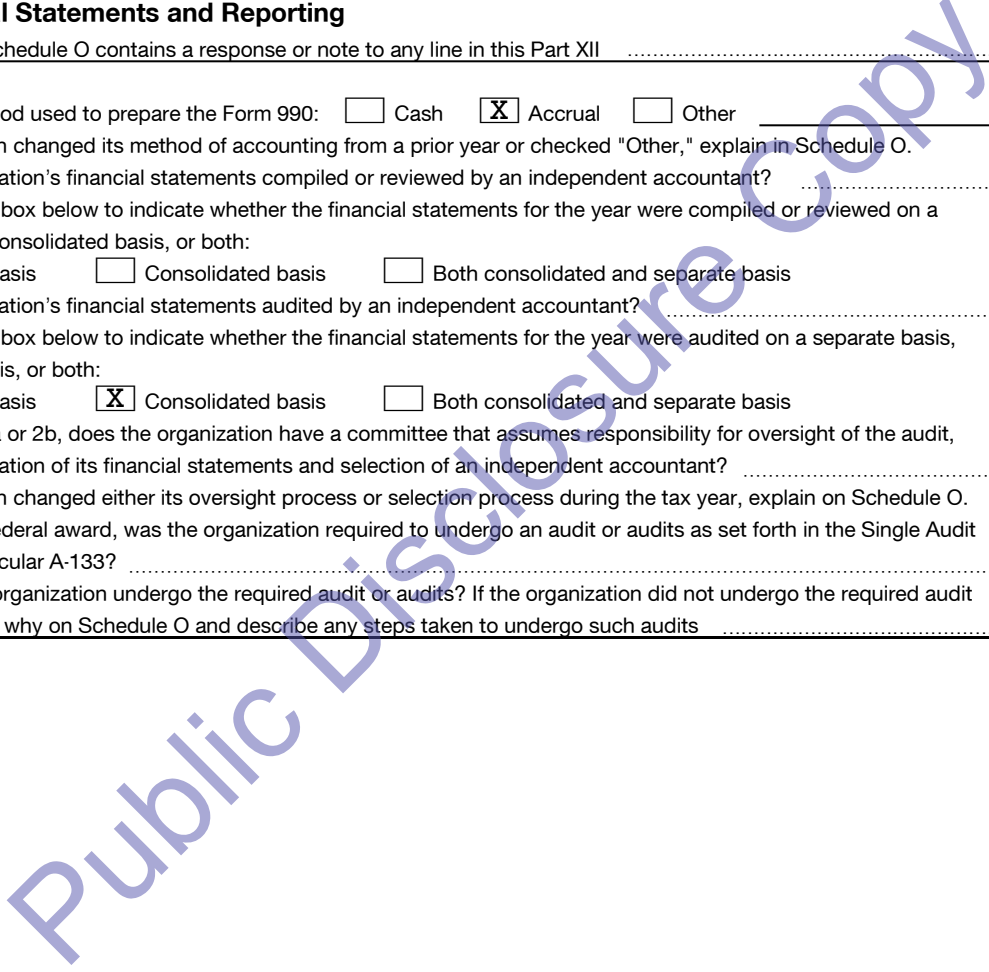 l Statements and Reporting
chedule O contains a response or note to any line in this Part XII
od used to prepare the Form 990: Cash X Accrual Other
n changed its method of accounting from a prior year or checked "Other," explain in Schedule O.
ation's financial statements compiled or reviewed by an independent accountant?
box below to indicate whether the financial statements for the year were compiled or reviewed on a
onsolidated basis, or both:
asis Consolidated basis Both consolidated and separate basis
ation's financial statements audited by an independent accountant?
box below to indicate whether the financial statements for the year were audited on a separate basis,
is, or both:
asis X Consolidated basis Both consolidated and separate basis
or 2b, does the organization have a committee that assumes responsibility for oversight of the audit,
ation of its financial statements and selection of an independent accountant?
n changed either its oversight process or selection process during the tax year, explain on Schedule O.
ederal award, was the organization required to undergo an audit or audits as set forth in the Single Audit
cular A-133?
organization undergo the required audit or audits? If the organization did not undergo the required audit
why on Schedule O and describe any steps taken to undergo such audits
Public Disclosure Copy